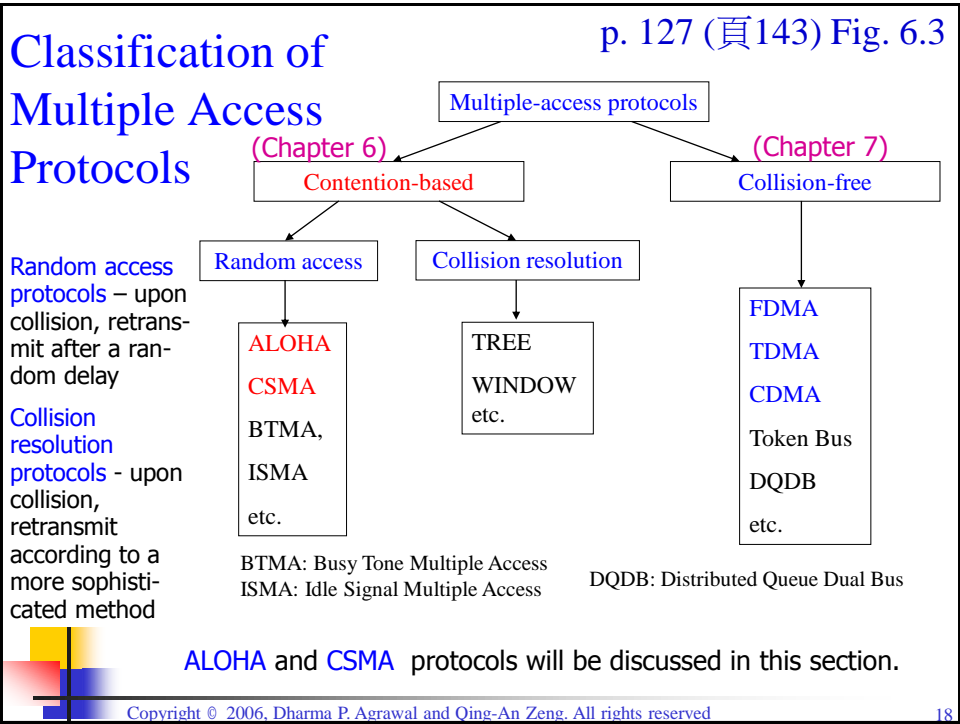 Classification of
Multiple Access
Protocols
p. 127 (頁143) Fig. 6.3
Multiple-access protocols
(Chapter 6)
(Chapter 7)
Contention-based
Collision-free
Random access
Collision resolution
Random access
protocols – upon
collision, retrans-
mit after a ran-
dom delay
Collision
resolution
protocols - upon
collision,
retransmit
according to a
more sophisti-
cated method
ALOHA
CSMA
BTMA,
ISMA
etc.
TREE
WINDOW
etc.
FDMA
TDMA
CDMA
Token Bus
DQDB
etc.
BTMA: Busy Tone Multiple Access
ISMA: Idle Signal Multiple Access
DQDB: Distributed Queue Dual Bus
ALOHA and CSMA protocols will be discussed in this section.
Copyright © 2006, Dharma P. Agrawal and Qing-An Zeng. All rights reserved
18